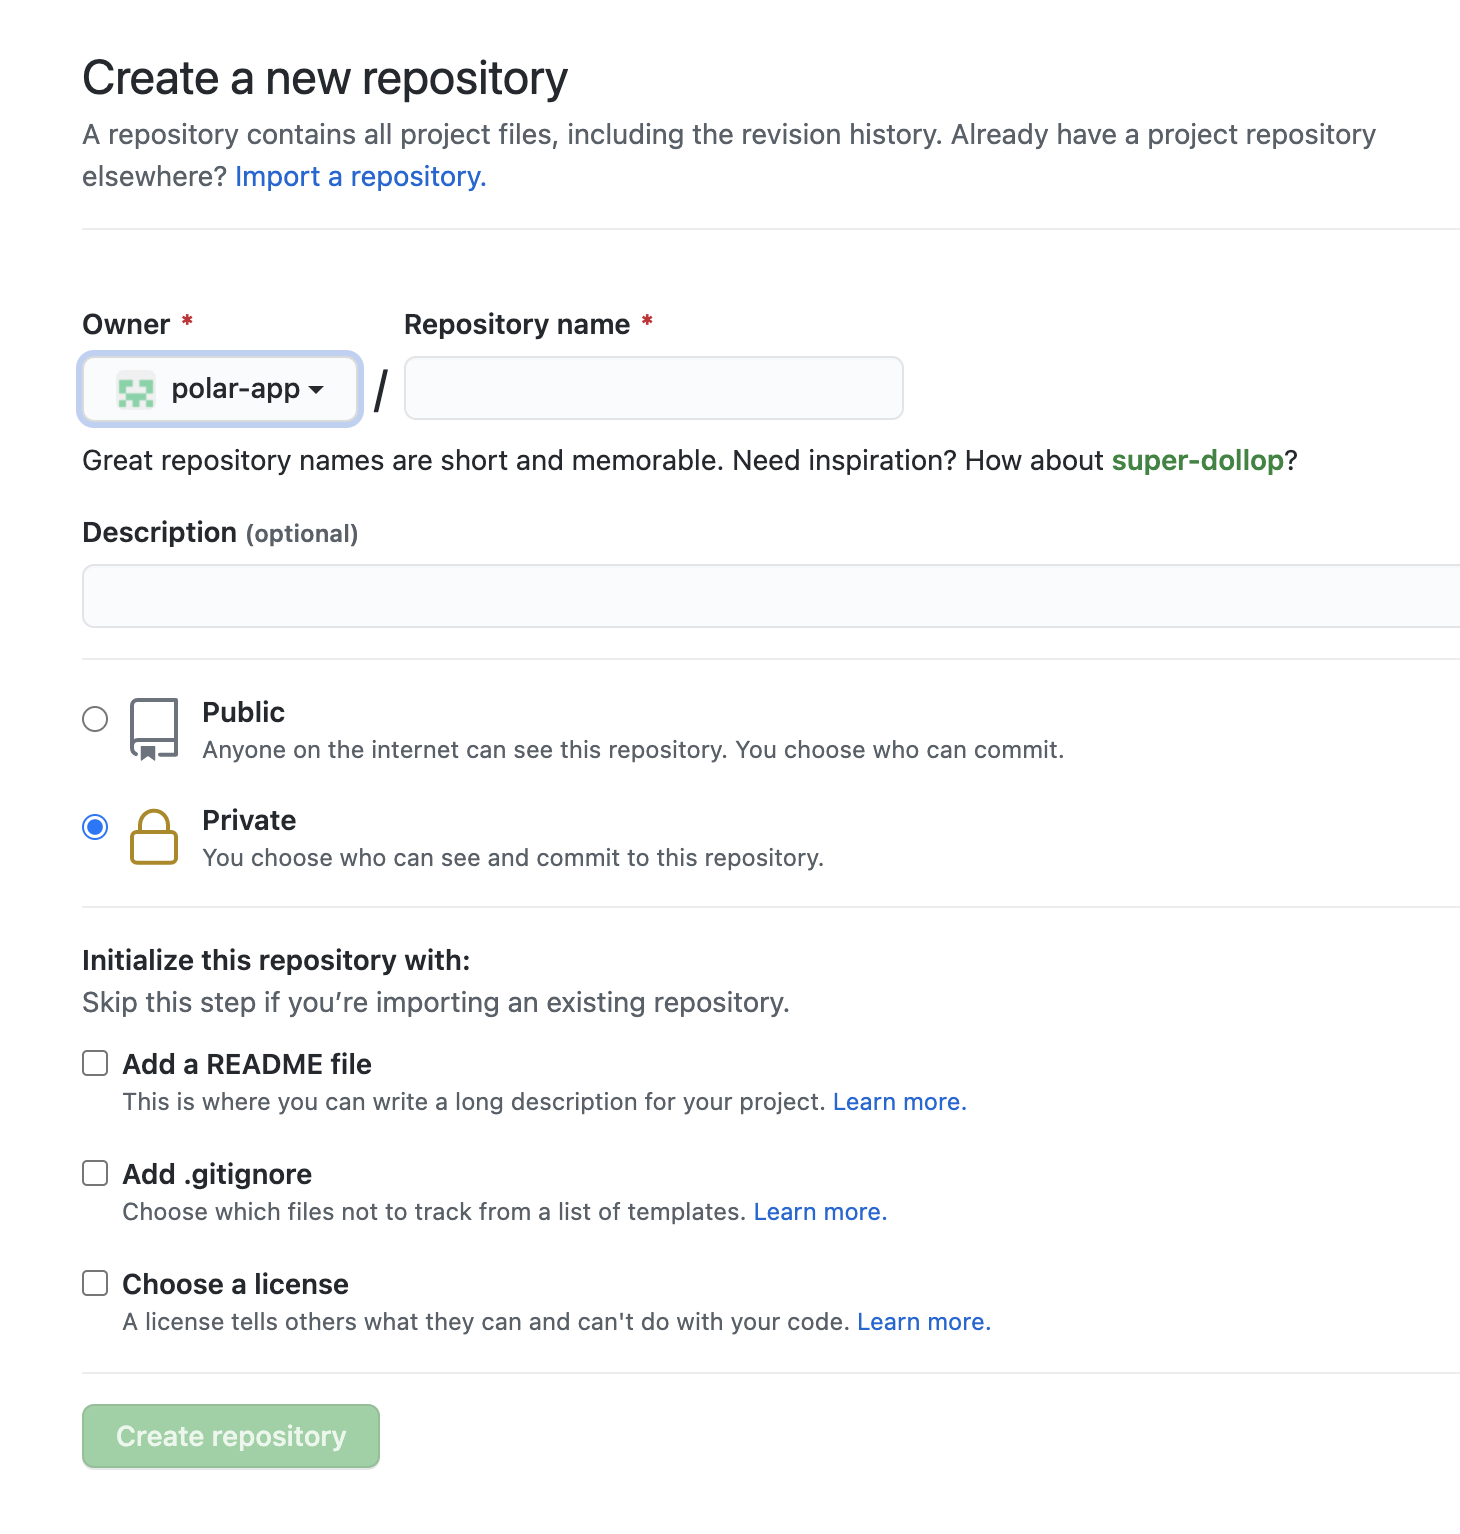 Create a new repository
A repository contains all project files, including the revision history. Already have a project repository
elsewhere? Import a repository.
Owner * Repository name *
polar-app /
Great repository names are short and memorable. Need inspiration? How about super-dollop?
Description (optional)
Public
Anyone on the internet can see this repository. You choose who can commit.
Private
You choose who can see and commit to this repository.
Initialize this repository with:
Skip this step if you’re importing an existing repository.
Add a README file
This is where you can write a long description for your project. Learn more.
Add .gitignore
Choose which files not to track from a list of templates. Learn more.
Choose a license
A license tells others what they can and can't do with your code. Learn more.
Create repository